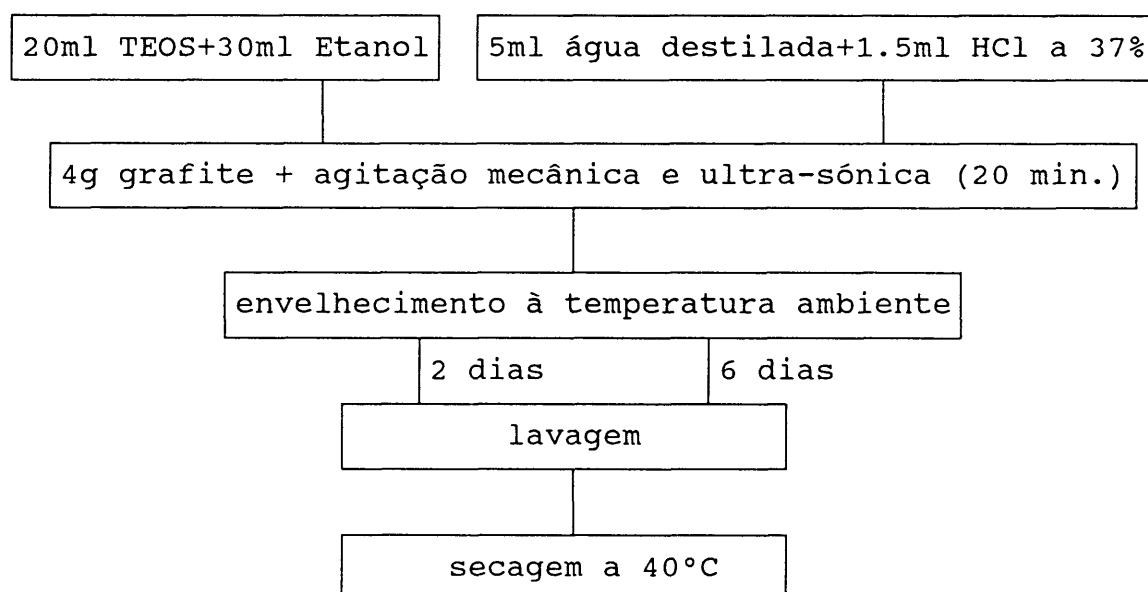 20ml TEOS+30ml Etanol
5ml água destilada+1.5ml HCl a 37%
4g grafite + agitação mecânica e ultra-sónica (20 min.)
envelhecimento à temperatura ambiente
2 dias
6 dias
lavagem
secagem a 40°C